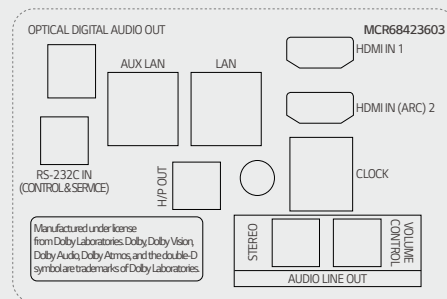 OPTICAL DIGITAL AUDIO OUT
MCR68423603
HDMI IN 1
AUX LAN
LAN
HDMI IN (ARC) 2
RS-232C IN
(CONTROL & SERVICE)
H/P OUT
CLOCK
STEREO
VOLUME
CONTROL
AUDIO LINE OUT
Manufactured under license
from Dolby Laboratories. Dolby, Dolby Vision,
Dolby Audio, Dolby Atmos, and the double-D
symbol are trademarks of Dolby Laboratories.